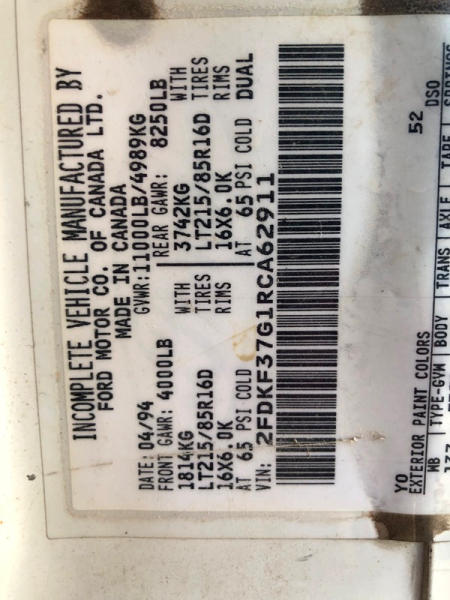 INCOMPLETE VEHICLE MANUFACTURED BY
FORD MOTOR CO. OF CANADA LTD.
MADE IN CANADA
DATE: 04/94 GVWR:11000LB/4989KG
FRONT GAWR: 4000LB REAR GAWR: 8250LB
1814KG WITH 3742KG WITH
LT215/85R16D TIRES LT215/85R16D TIRES
16X6.0K RIMS 16X6.0K RIMS
AT 65 PSI COLD AT 65 PSI COLD DUAL
VIN: 2FDKF37G1RCA62911
YO 52
EXTERIOR PAINT COLORS DSO
WB TYPE-GVM BODY TRANS AXLE TAPE SPRINGS